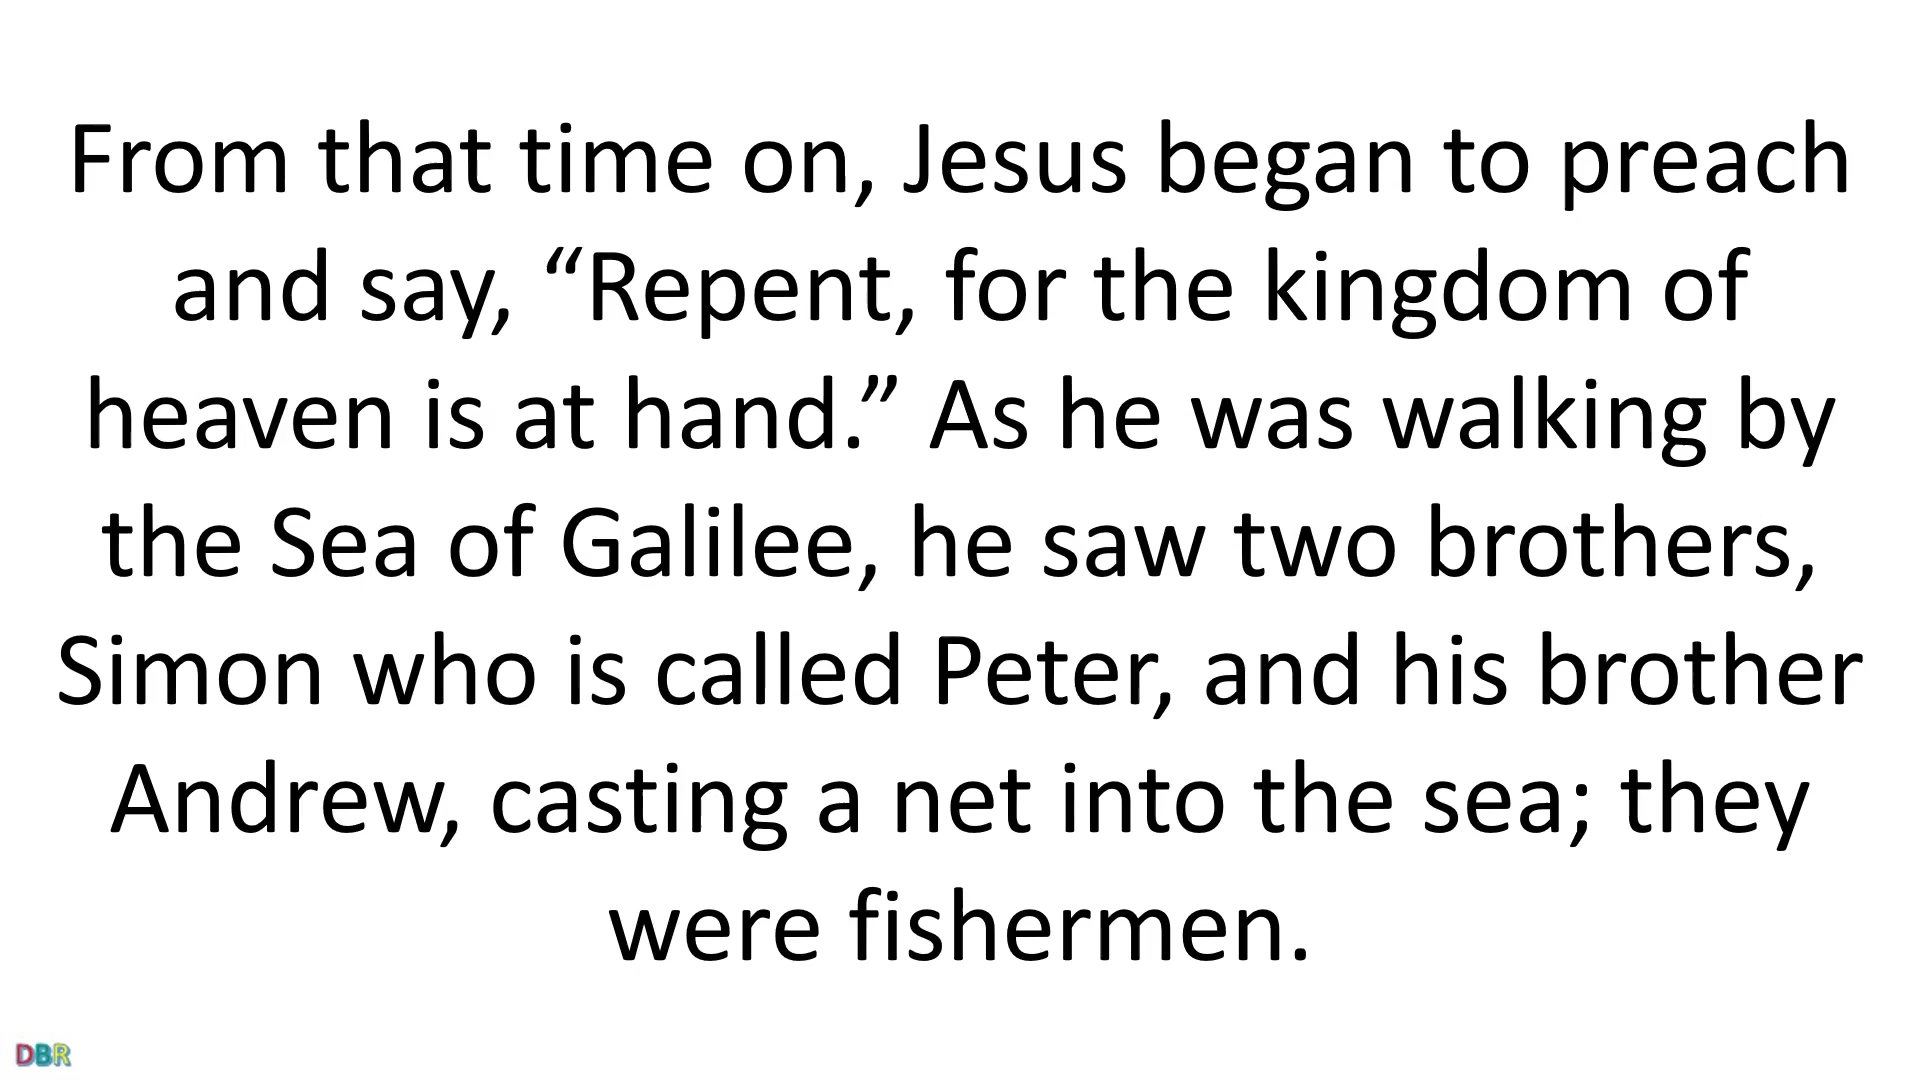 From that time on, Jesus began to preach
and say, “Repent, for the kingdom of
heaven is at hand.” As he was walking by
the Sea of Galilee, he saw two brothers,
Simon who is called Peter, and his brother
Andrew, casting a net into the sea; they
were fishermen.
DBR